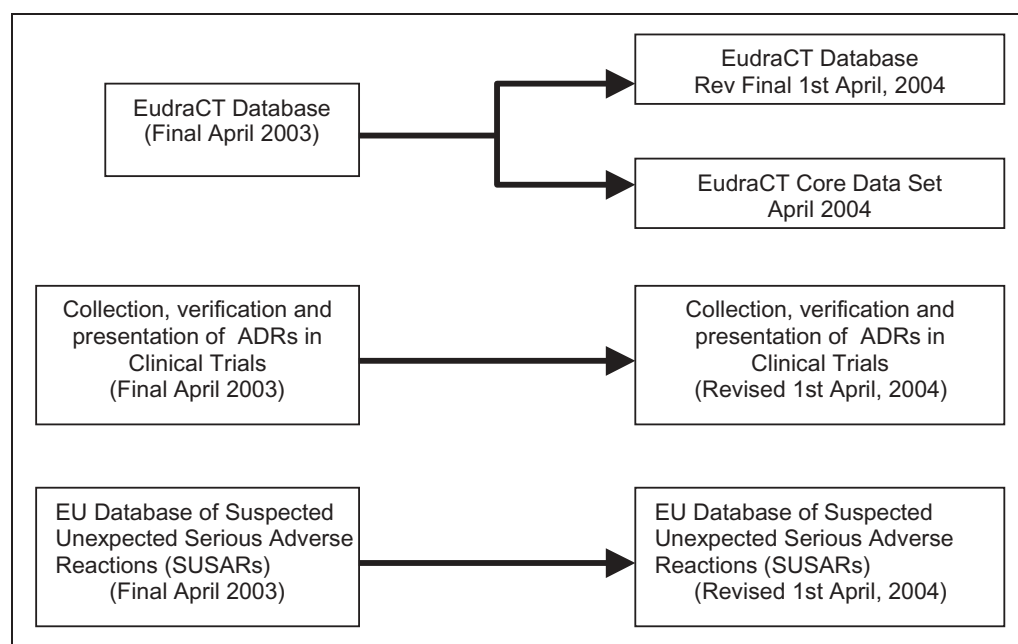 EudraCT Database
(Final April 2003)
EudraCT Database
Rev Final 1st April, 2004
EudraCT Core Data Set
April 2004
Collection, verification and
presentation of ADRs in
Clinical Trials
(Final April 2003)
Collection, verification and
presentation of ADRs in
Clinical Trials
(Revised 1st April, 2004)
EU Database of Suspected
Unexpected Serious Adverse
Reactions (SUSARs)
(Final April 2003)
EU Database of Suspected
Unexpected Serious Adverse
Reactions (SUSARs)
(Revised 1st April, 2004)